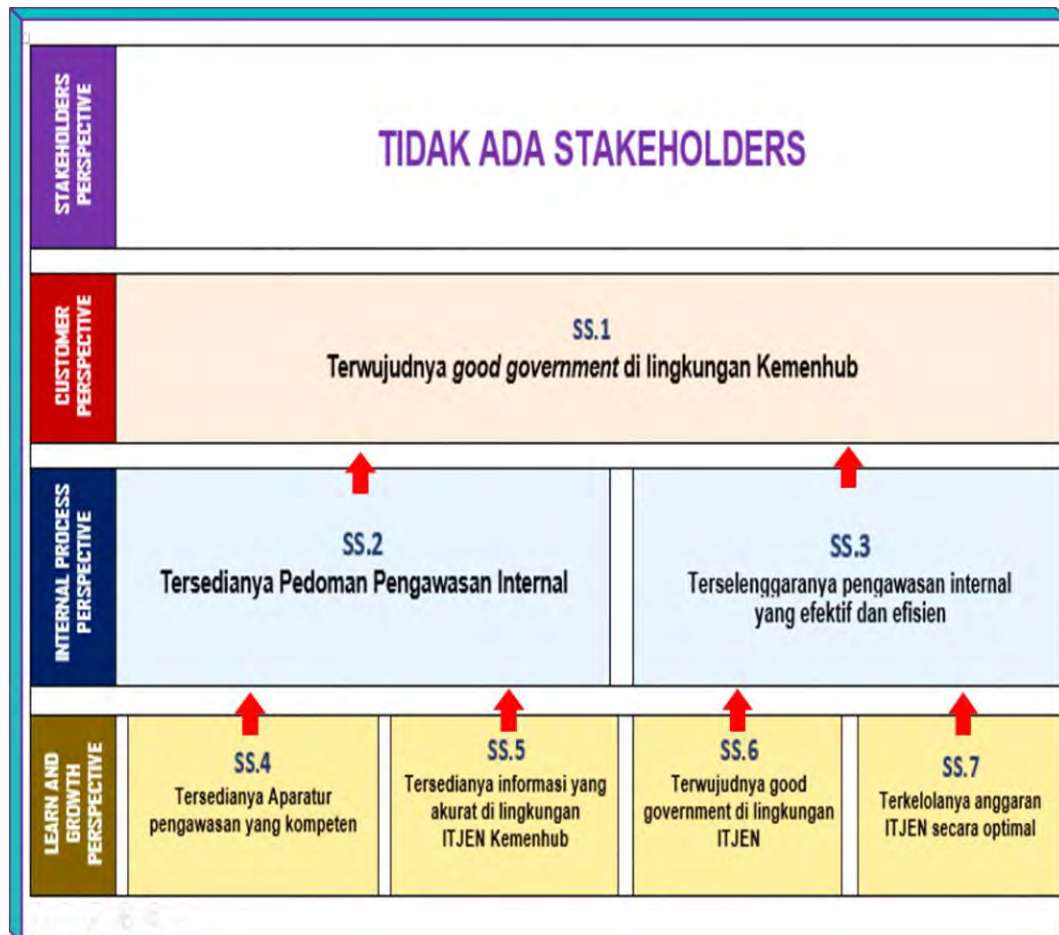 STAKEHOLDERS
PERSPECTIVE
TIDAK ADA STAKEHOLDERS
CUSTOMER
PERSPECTIVE
SS.1
Terwujudnya good government di lingkungan Kemenhub
INTERNAL PROCESS
PERSPECTIVE
SS.2
Tersedianya Pedoman Pengawasan Internal
SS.3
Terselenggaranya pengawasan internal
yang efektif dan efisien
LEARN AND
GROWTH
PERSPECTIVE
SS.4
Tersedianya Aparatur
pengawasan yang kompeten
SS.5
Tersedianya informasi yang
akurat di lingkungan
ITJEN Kemenhub
SS.6
Terwujudnya good
government di lingkungan
ITJEN
SS.7
Terkelolanya anggaran
ITJEN secara optimal